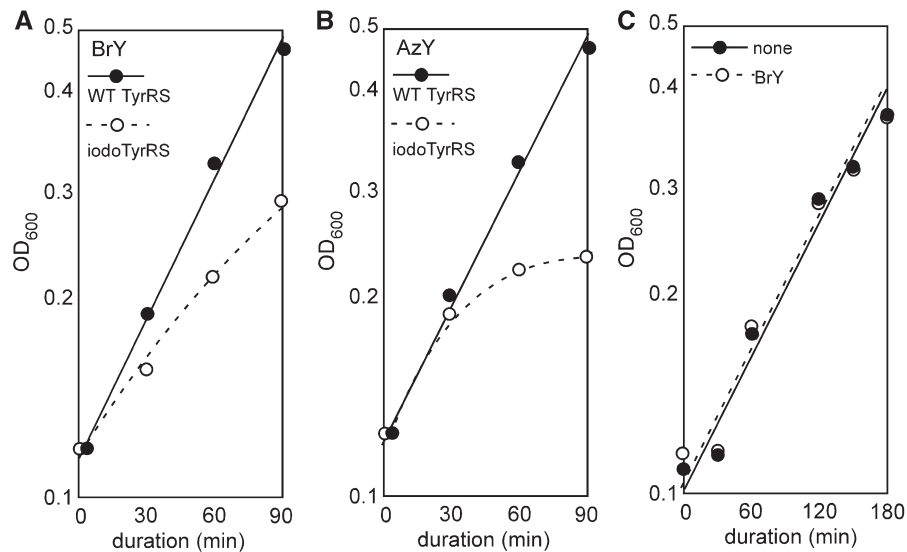 A
BrY
WT TyrRS
iodoTyrRS
0.5
0.4
0.3
0.2
0.1
OD600
0 30 60 90
duration (min)
B
AzY
WT TyrRS
iodoTyrRS
0.5
0.4
0.3
0.2
0.1
OD600
0 30 60 90
duration (min)
C
none
BrY
0.5
0.4
0.3
0.2
0.1
OD600
0 60 120 180
duration (min)